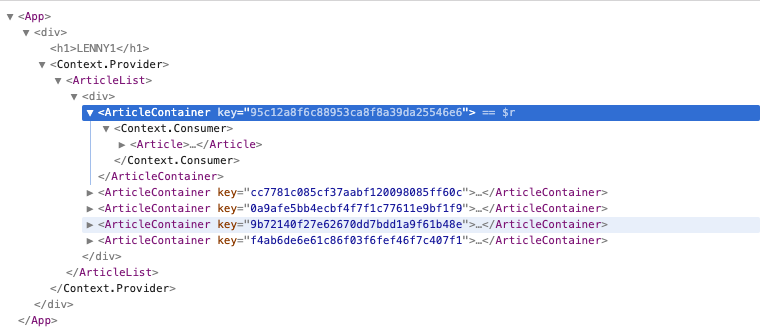 <App>
<div>
<h1>LENNY1</h1>
<Context.Provider>
<ArticleList>
<div>
<ArticleContainer key="95c12a8f6c88953ca8f8a39da25546e6"> == $r
<Context.Consumer>
<Article>…</Article>
</Context.Consumer>
</ArticleContainer>
<ArticleContainer key="cc7781c085cf37aabf120098085ff60c">…</ArticleContainer>
<ArticleContainer key="0a9afe5bb4ecbf4f7f1c77611e9bf1f9">…</ArticleContainer>
<ArticleContainer key="9b72140f27e62670dd7bdd1a9f61b48e">…</ArticleContainer>
<ArticleContainer key="f4ab6de6e61c86f03f6fef46f7c407f1">…</ArticleContainer>
</div>
</ArticleList>
</Context.Provider>
</div>
</App>